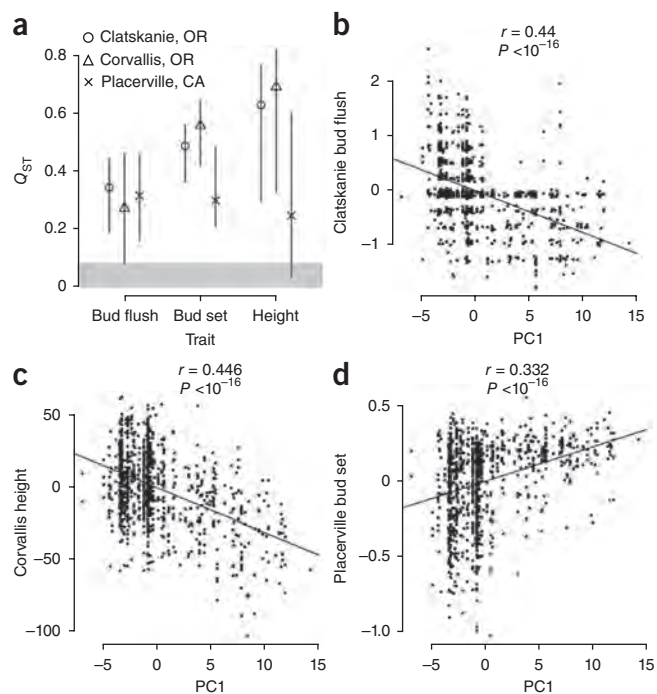 a
0.8
0.6
0.4
0.2
0
Q_ST
Clatskanie, OR
Corvallis, OR
Placerville, CA
Bud flush
Bud set
Height
Trait
b
r = 0.44
P <10⁻¹⁶
Clatskanie bud flush
2
1
0
–1
–5
0
5
10
15
PC1
c
r = 0.446
P <10⁻¹⁶
Corvallis height
50
0
–50
–100
–5
0
5
10
15
PC1
d
r = 0.332
P <10⁻¹⁶
Placerville bud set
0.5
0
–0.5
–1.0
–5
0
5
10
15
PC1